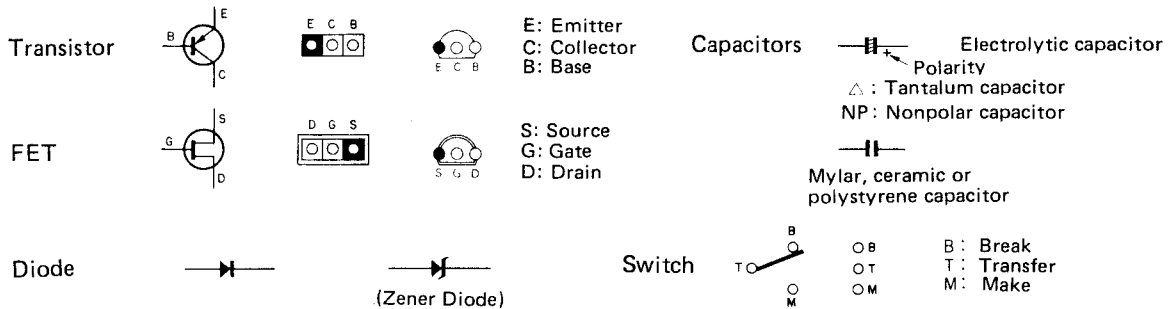 Transistor
B
E
C
E C B
E C B
E: Emitter
C: Collector
B: Base
Capacitors
Electrolytic capacitor
+
Polarity
△: Tantalum capacitor
NP: Nonpolar capacitor
FET
G
S
D
D G S
S G D
S: Source
G: Gate
D: Drain
Mylar, ceramic or
polystyrene capacitor
Diode
(Zener Diode)
Switch
B
T
M
B
T
M
B: Break
T: Transfer
M: Make